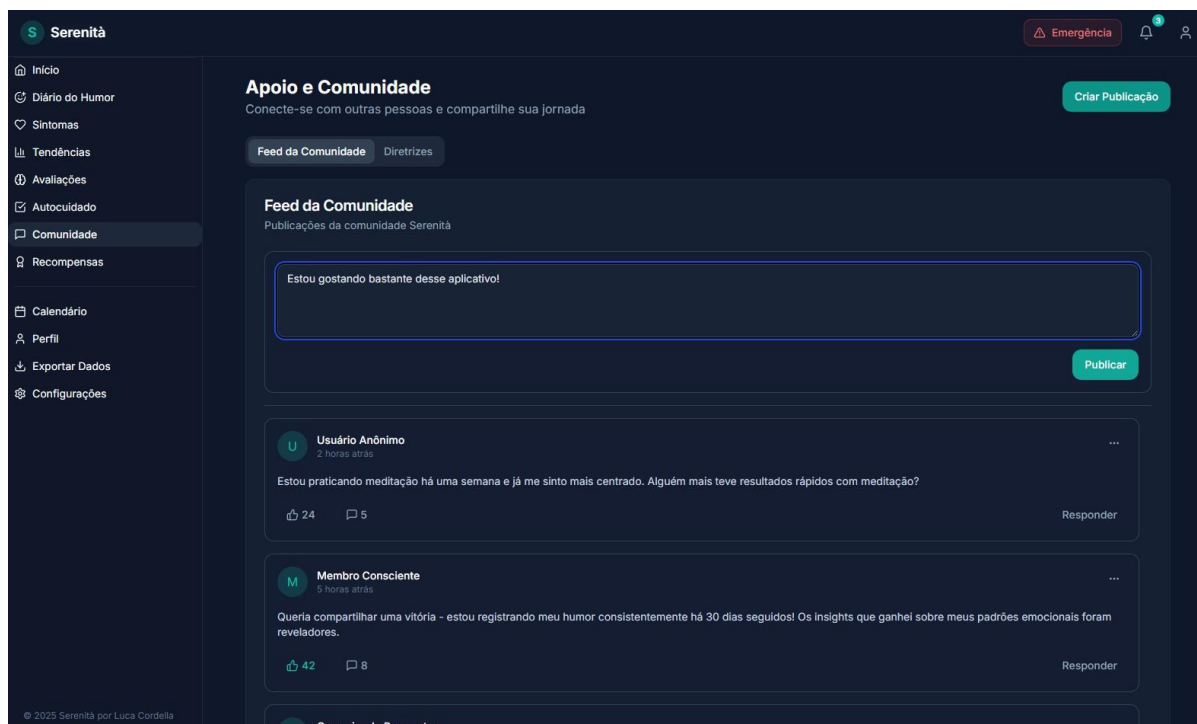 S Serenità
Emergência
3
Início
Diário do Humor
Sintomas
Tendências
Avaliações
Autocuidado
Comunidade
Recompensas
Calendário
Perfil
Exportar Dados
Configurações
© 2025 Serenità por Luca Cordella
Apoio e Comunidade
Conecte-se com outras pessoas e compartilhe sua jornada
Criar Publicação
Feed da Comunidade Diretrizes
Feed da Comunidade
Publicações da comunidade Serenità
Estou gostando bastante desse aplicativo!
Publicar
U Usuário Anônimo
2 horas atrás
...
Estou praticando meditação há uma semana e já me sinto mais centrado. Alguém mais teve resultados rápidos com meditação?
24 5 Responder
M Membro Consciente
5 horas atrás
...
Queria compartilhar uma vitória - estou registrando meu humor consistentemente há 30 dias seguidos! Os insights que ganhei sobre meus padrões emocionais foram
reveladores.
42 8 Responder